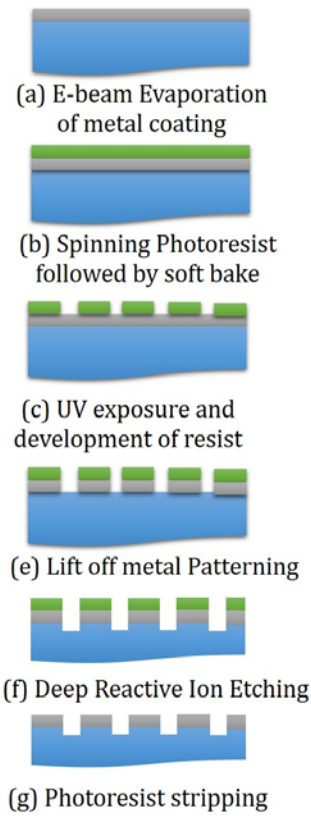 (a) E-beam Evaporation
of metal coating
(b) Spinning Photoresist
followed by soft bake
(c) UV exposure and
development of resist
(e) Lift off metal Patterning
(f) Deep Reactive Ion Etching
(g) Photoresist stripping